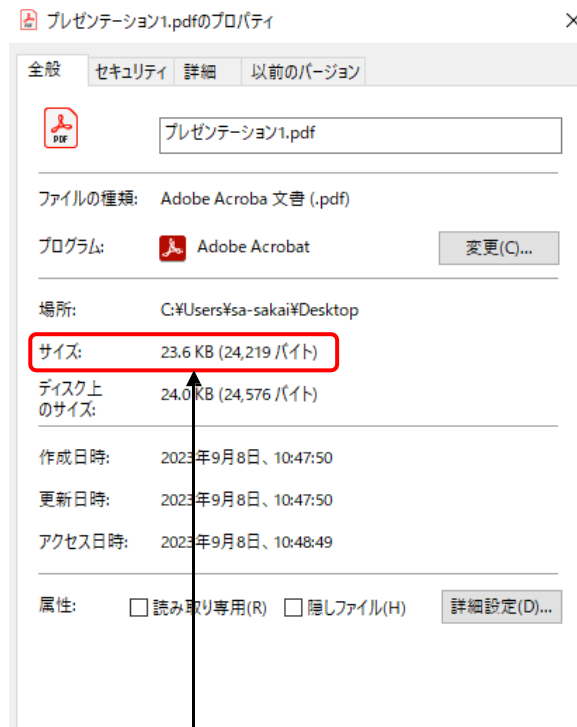 プレゼンテーション1.pdfのプロパティ
全般 セキュリティ 詳細 以前のバージョン
PDF プレゼンテーション1.pdf
ファイルの種類: Adobe Acroba 文書 (.pdf)
プログラム: Adobe Acrobat 変更(C)...
場所: C:¥Users¥sa-sakai¥Desktop
サイズ: 23.6 KB (24,219 バイト)
ディスク上
のサイズ: 24.0 KB (24,576 バイト)
作成日時: 2023年9月8日、10:47:50
更新日時: 2023年9月8日、10:47:50
アクセス日時: 2023年9月8日、10:48:49
属性: 読み取り専用(R) 隠しファイル(H) 詳細設定(D)...